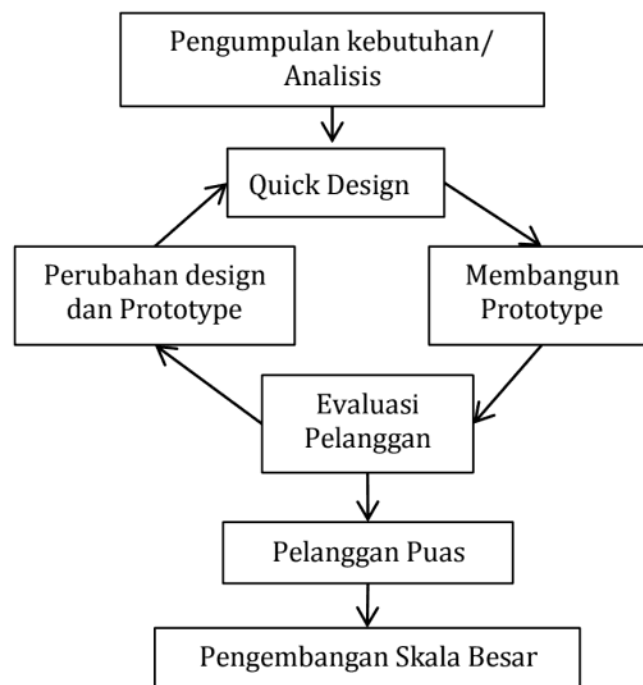 Pengumpulan kebutuhan/
Analisis
Quick Design
Perubahan design
dan Prototype
Membangun
Prototype
Evaluasi
Pelanggan
Pelanggan Puas
Pengembangan Skala Besar